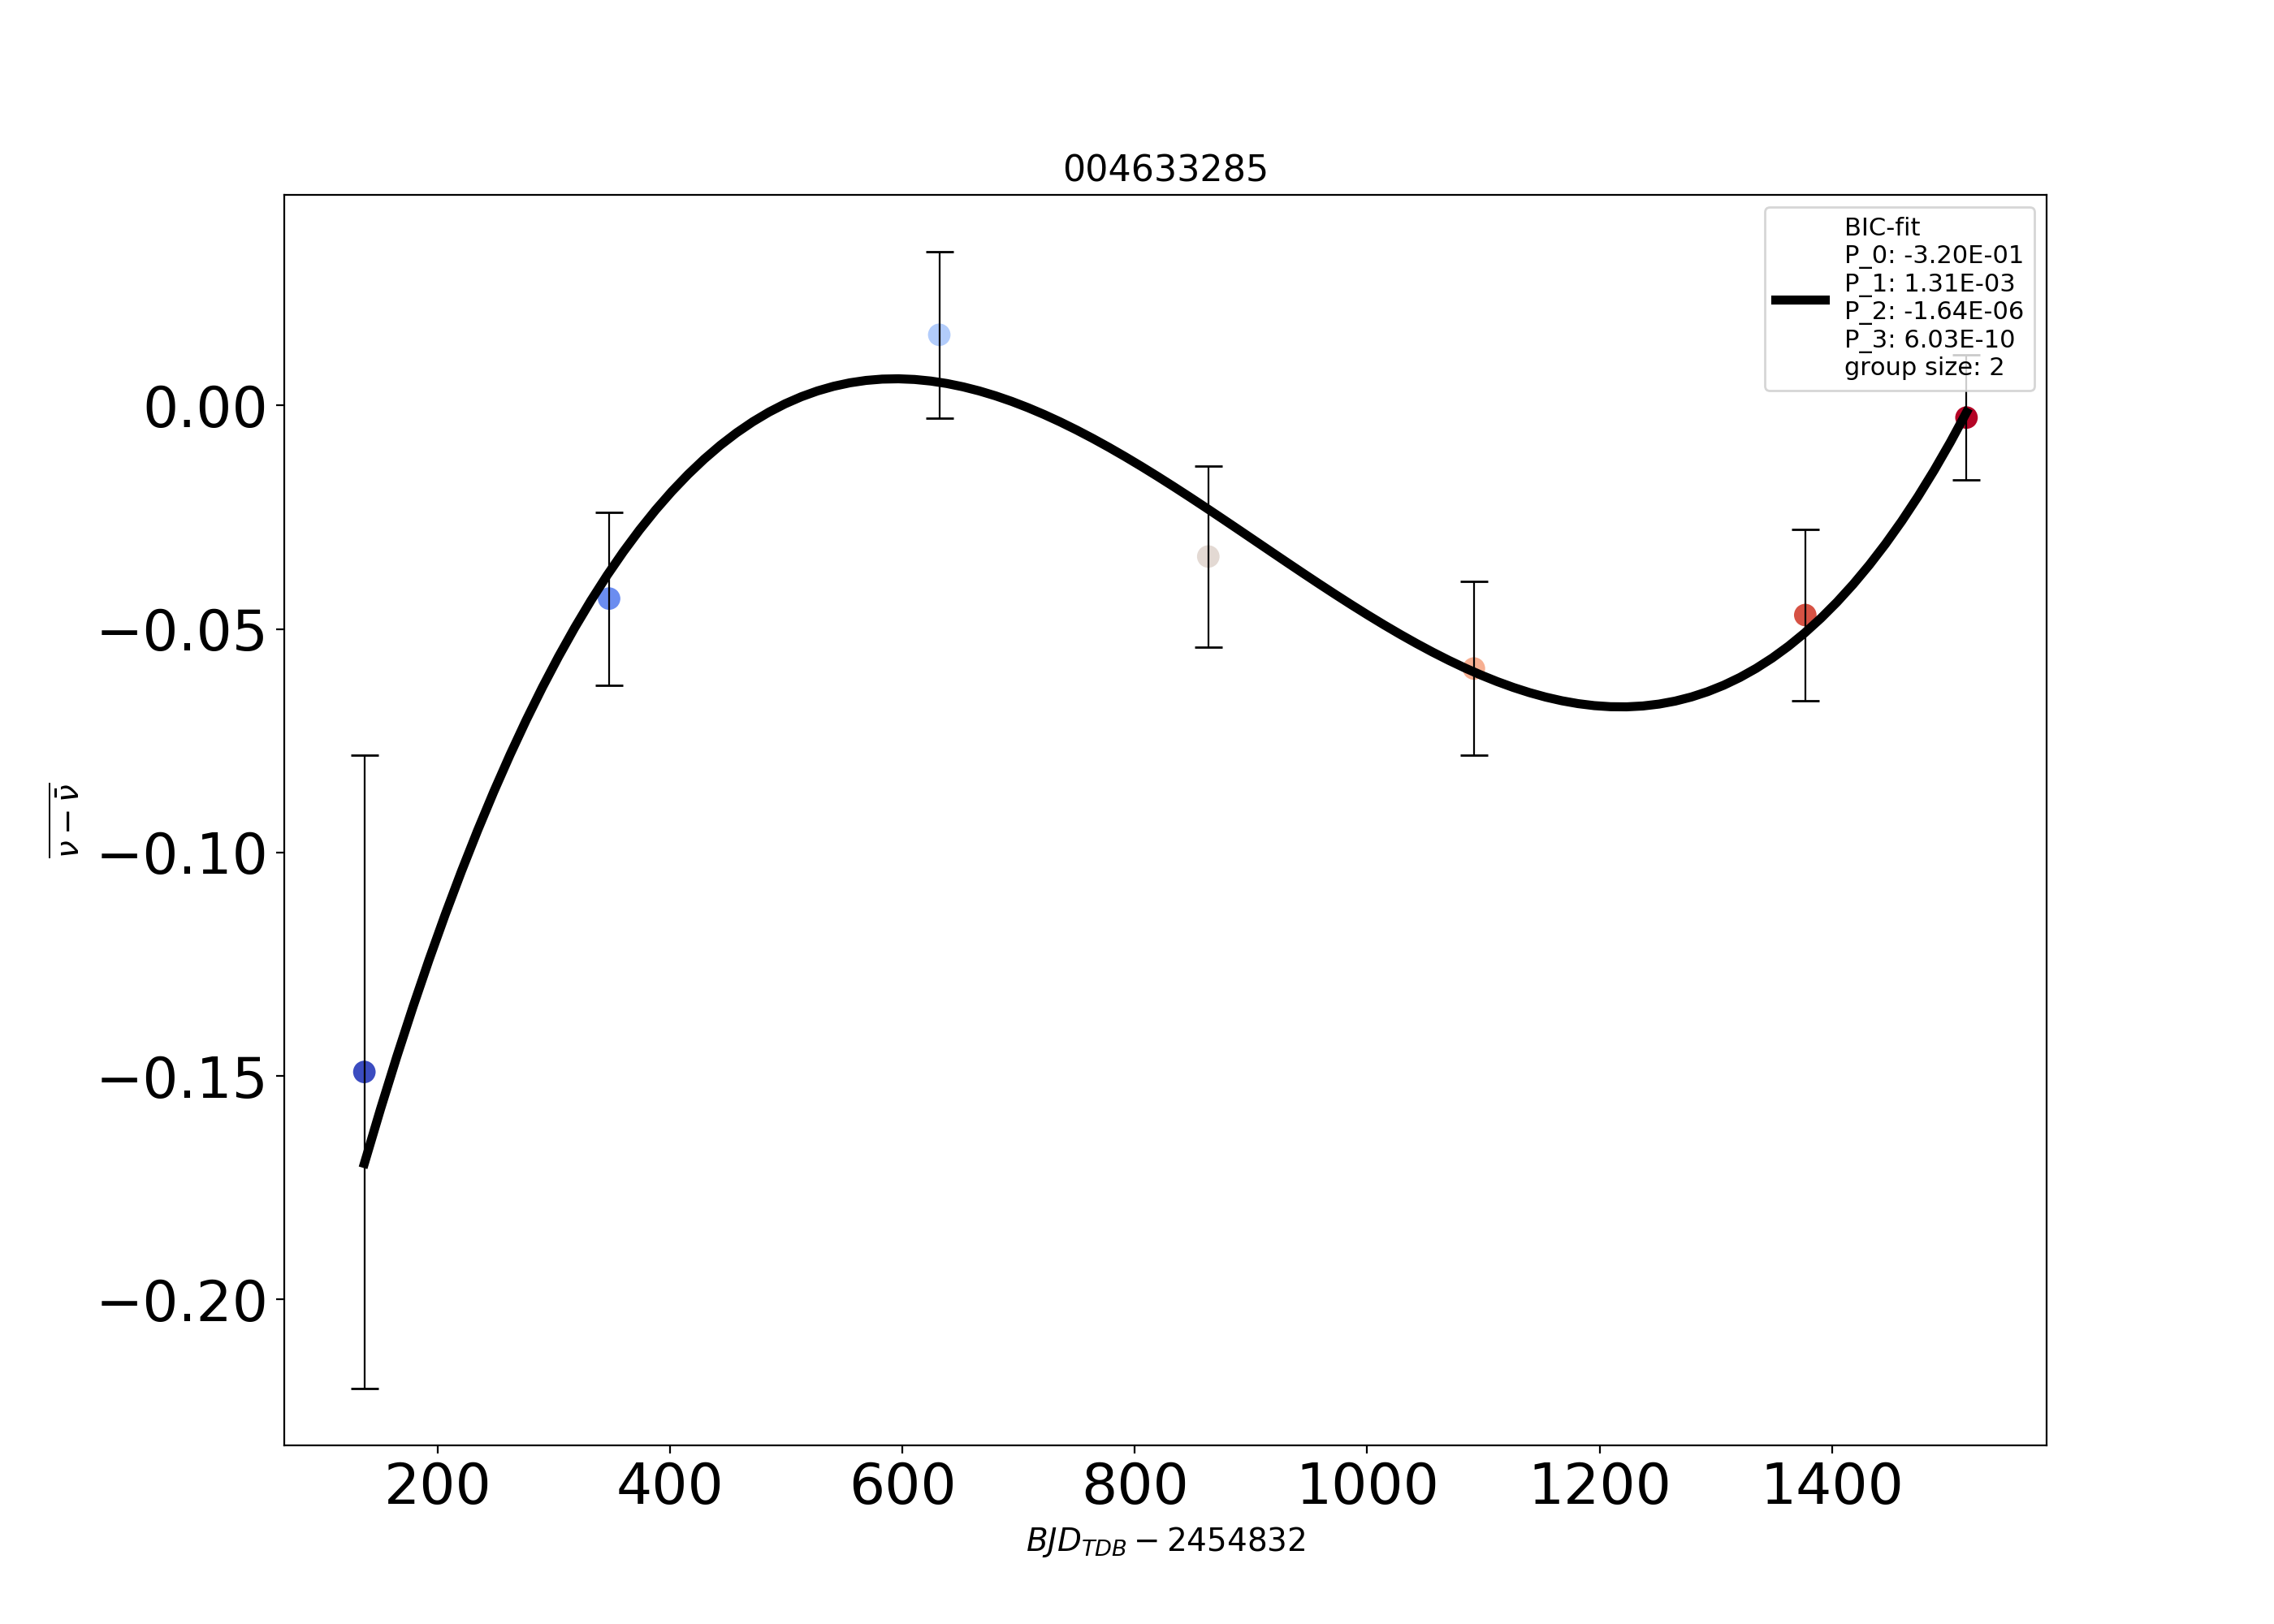 004633285
BIC-fit
P_0: -3.20E-01
P_1: 1.31E-03
P_2: -1.64E-06
P_3: 6.03E-10
group size: 2
0.00
−0.05
−0.10
−0.15
−0.20
ν − ν̄
200 400 600 800 1000 1200 1400
BJD_TDB − 2454832